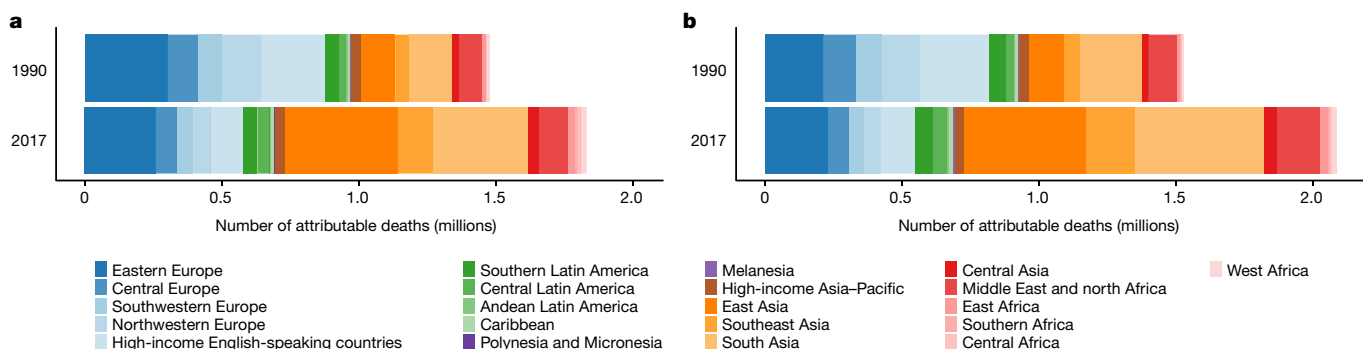 a
1990
2017
0 0.5 1.0 1.5 2.0
Number of attributable deaths (millions)
b
1990
2017
0 0.5 1.0 1.5 2.0
Number of attributable deaths (millions)
Eastern Europe
Central Europe
Southwestern Europe
Northwestern Europe
High-income English-speaking countries
Southern Latin America
Central Latin America
Andean Latin America
Caribbean
Polynesia and Micronesia
Melanesia
High-income Asia–Pacific
East Asia
Southeast Asia
South Asia
Central Asia
Middle East and north Africa
East Africa
Southern Africa
Central Africa
West Africa